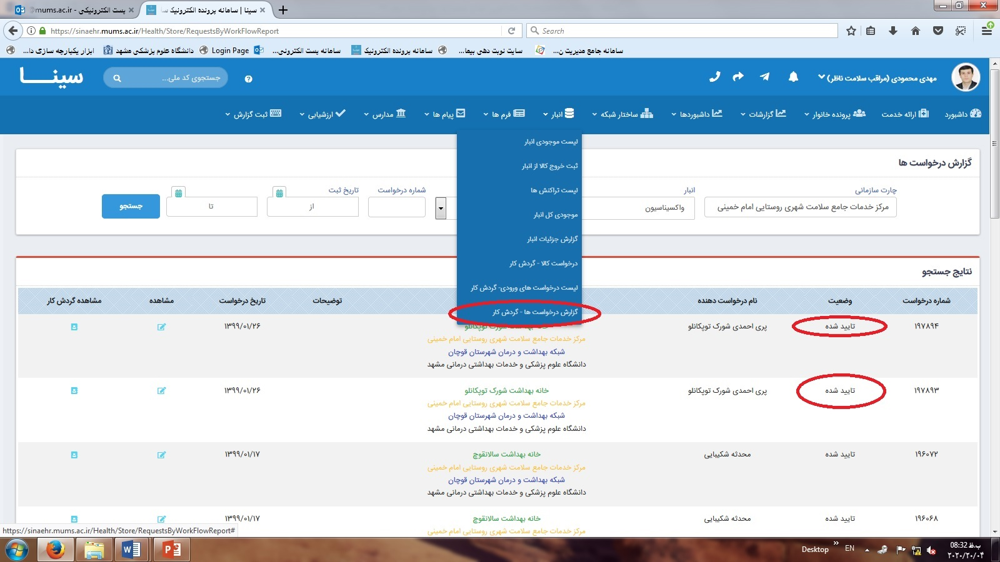 پست الکترونیکی - mums.ac.ir@
سینا | سامانه پرونده الکترونیک سا
https://sinaehr.mums.ac.ir/Health/Store/RequestsByWorkFlowReport
Search
ابزار یکپارچه سازی دا...
دانشگاه علوم پزشکی مشهد
Login Page
سامانه پست الکترونی...
سامانه پرونده الکترونیک
سایت نوبت دهی بیما...
سامانه جامع مدیریت ن...
سینا
جستجوی کد ملی...
مهدی محمودی (مراقب سلامت ناظر)
داشبورد
ارائه خدمت
پرونده خانوار
گزارشات
داشبوردها
ساختار شبکه
انبار
فرم ها
پیام ها
مدارس
ارزشیابی
ثبت گزارش
لیست موجودی انبار
ثبت خروج کالا از انبار
لیست تراکنش ها
موجودی کل انبار
گزارش جزئیات انبار
درخواست کالا - گردش کار
لیست درخواست های ورودی- گردش کار
گزارش درخواست ها - گردش کار
گزارش درخواست ها
چارت سازمانی
انبار
شماره درخواست
تاریخ ثبت
مرکز خدمات جامع سلامت شهری روستایی امام خمینی
واکسیناسیون
از
تا
جستجو
نتایج جستجو
شماره درخواست
وضعیت
نام درخواست دهنده
توضیحات
تاریخ درخواست
مشاهده
مشاهده گردش کار
۱۹۷۸۹۴
تایید شده
پری احمدی شورک توپکانلو
خانه بهداشت شورک توپکانلو
مرکز خدمات جامع سلامت شهری روستایی امام خمینی
شبکه بهداشت و درمان شهرستان قوچان
دانشگاه علوم پزشکی و خدمات بهداشتی درمانی مشهد
۱۳۹۹/۰۱/۲۶
۱۹۷۸۹۳
تایید شده
پری احمدی شورک توپکانلو
خانه بهداشت شورک توپکانلو
مرکز خدمات جامع سلامت شهری روستایی امام خمینی
شبکه بهداشت و درمان شهرستان قوچان
دانشگاه علوم پزشکی و خدمات بهداشتی درمانی مشهد
۱۳۹۹/۰۱/۲۶
۱۹۶۰۷۲
تایید شده
محدثه شکیبایی
خانه بهداشت سالانقوچ
مرکز خدمات جامع سلامت شهری روستایی امام خمینی
شبکه بهداشت و درمان شهرستان قوچان
دانشگاه علوم پزشکی و خدمات بهداشتی درمانی مشهد
۱۳۹۹/۰۱/۱۷
۱۹۶۰۶۸
تایید شده
محدثه شکیبایی
خانه بهداشت سالانقوچ
مرکز خدمات جامع سلامت شهری روستایی امام خمینی
۱۳۹۹/۰۱/۱۷
https://sinaehr.mums.ac.ir/Health/Store/RequestsByWorkFlowReport#
Desktop
EN
08:32 ب.ظ
۲۰۲۰/۲۰/۰۴